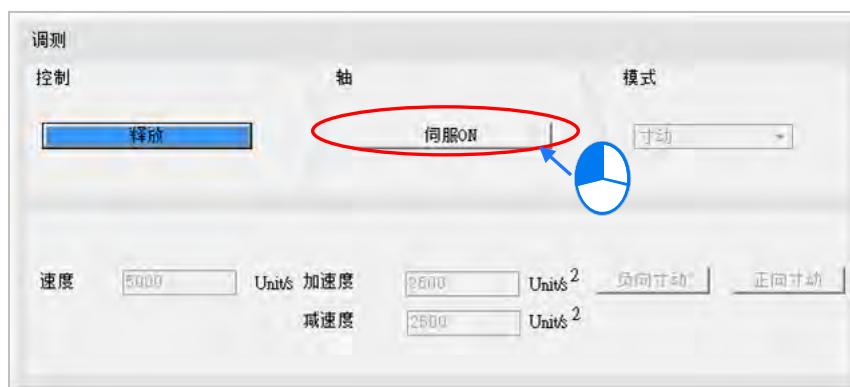 调测
控制 轴 模式
释放 伺服ON 寸动
速度 5000 Unit/s 加速度 2500 Unit/s 2 负向寸动 正向寸动
减速度 2500 Unit/s 2